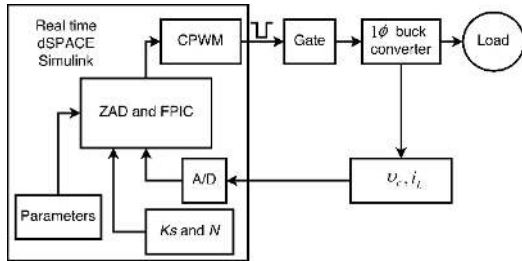 Real time
dSPACE
Simulink
CPWM
Gate
1ϕ buck
converter
Load
ZAD and FPIC
A/D
υc, iL
Parameters
Ks and N